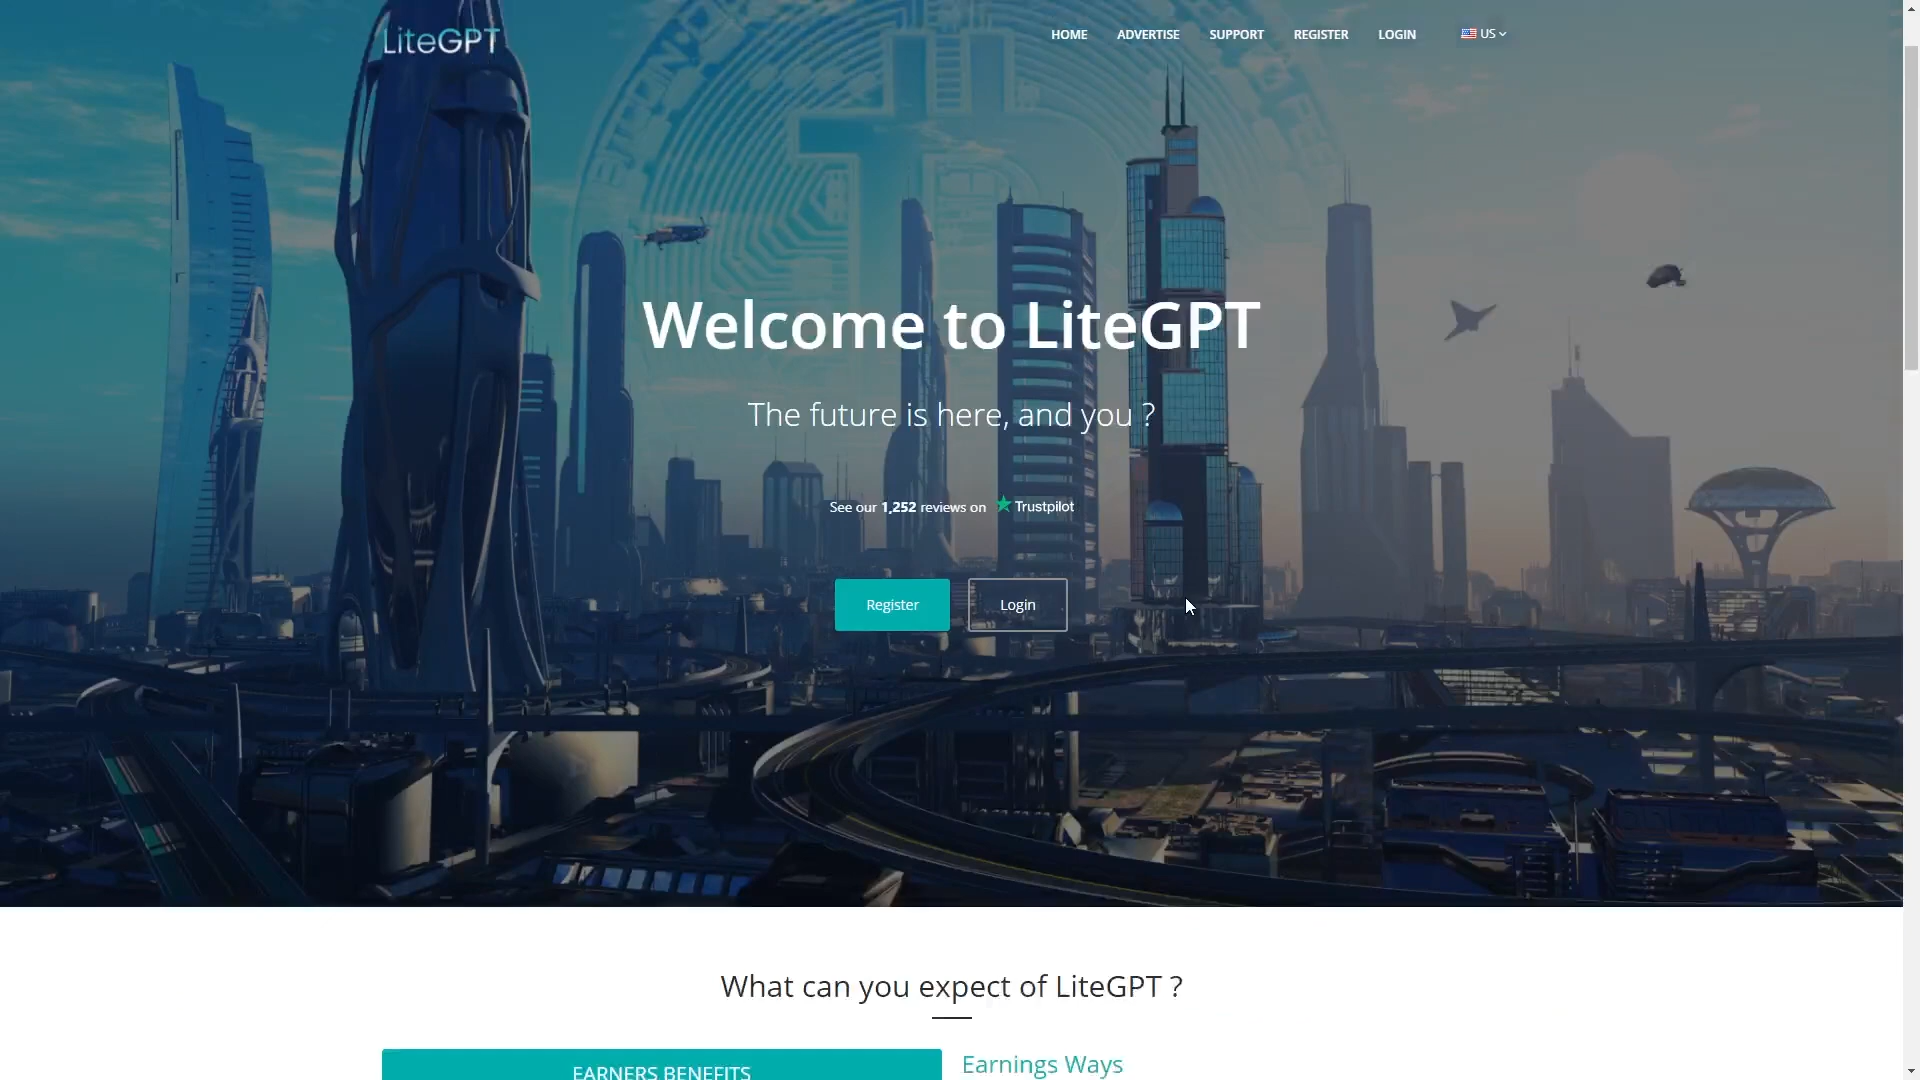 LiteGPT
HOME ADVERTISE SUPPORT REGISTER LOGIN US
Welcome to LiteGPT
The future is here, and you ?
See our 1,252 reviews on Trustpilot
Register Login
What can you expect of LiteGPT ?
EARNERS BENEFITS
Earnings Ways